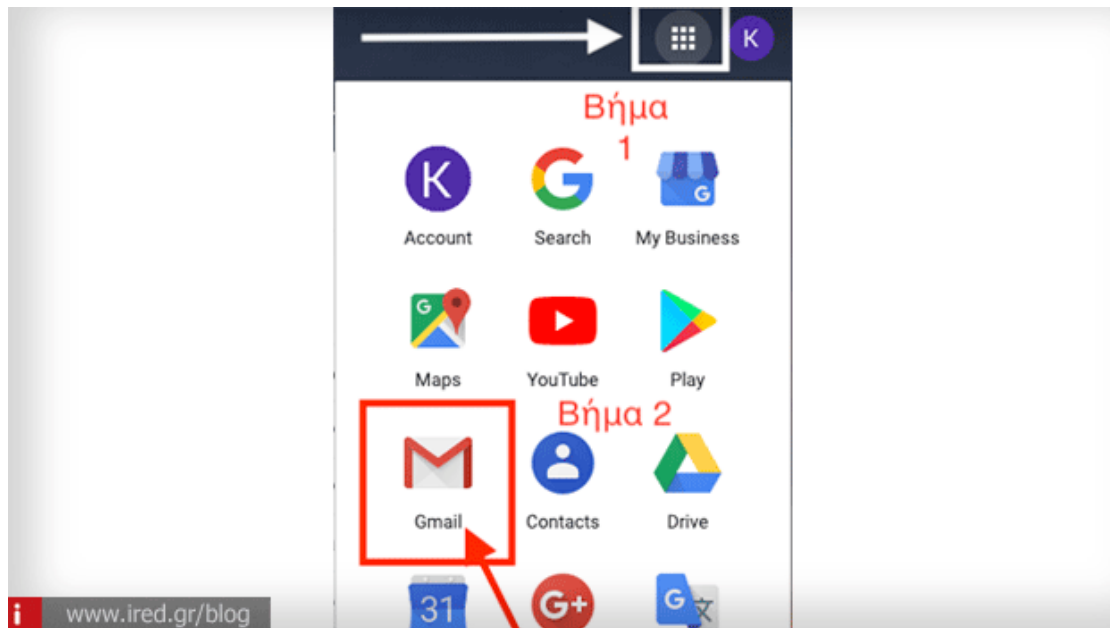 K
Βήμα
1
K
G
G
Account Search My Business
G
Maps YouTube Play
Βήμα 2
Gmail Contacts Drive
31 G+ G 文
i www.ired.gr/blog